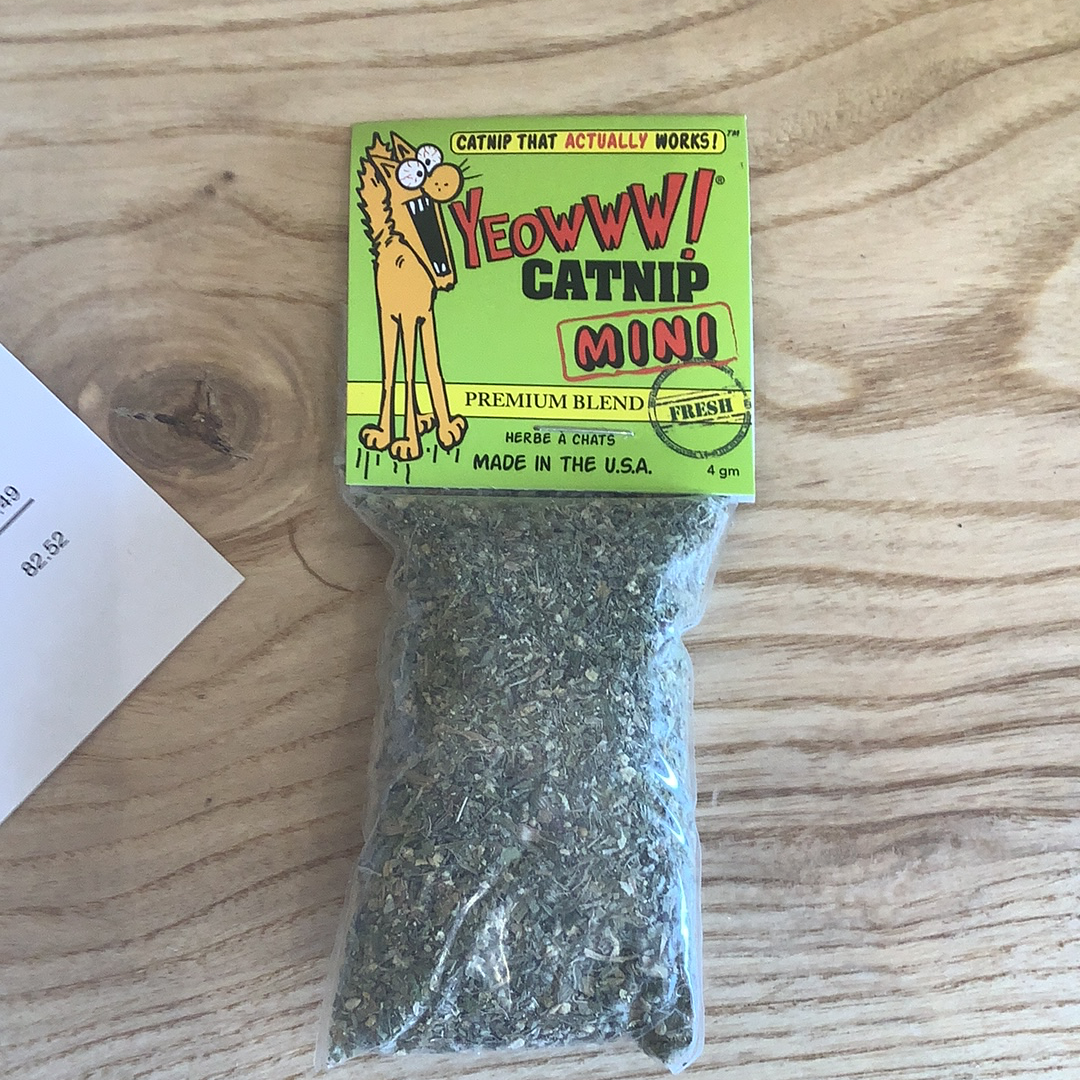 CATNIP THAT ACTUALLY WORKS!™
YEOWWW!®
CATNIP
MINI
PREMIUM BLEND
FRESH
HERBE À CHATS
MADE IN THE U.S.A.
4 gm
.49
82.52